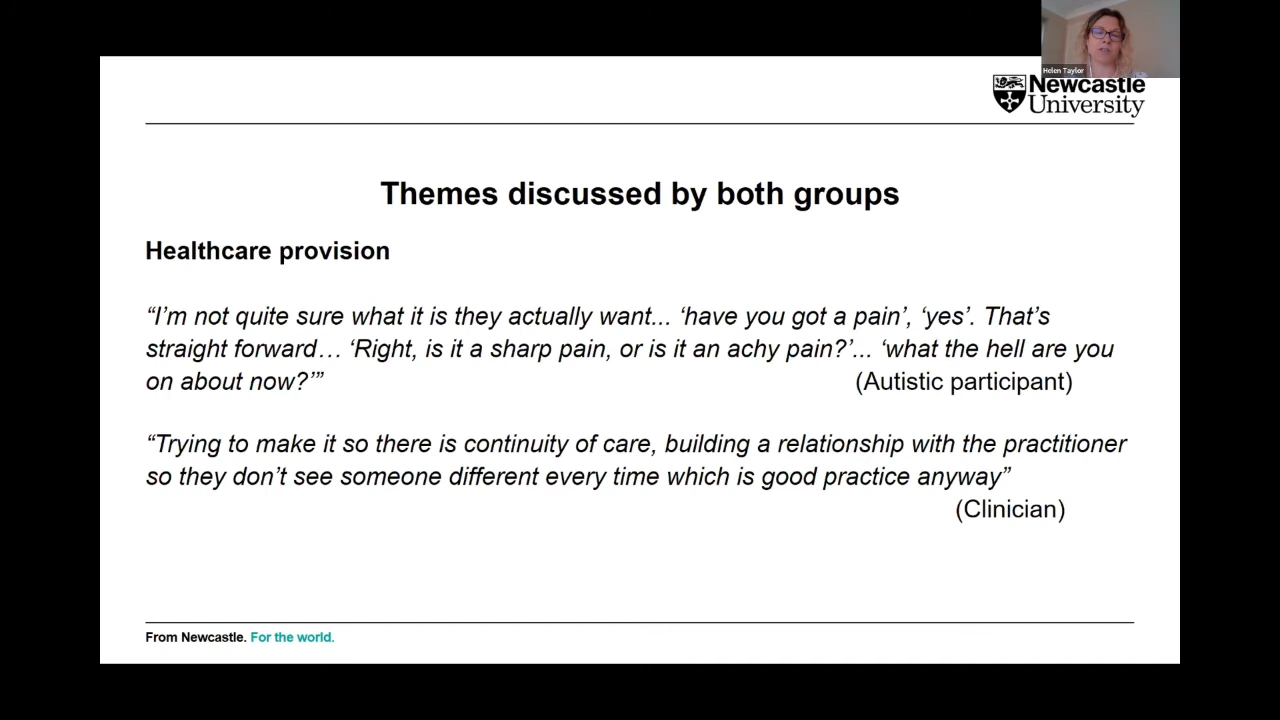 Helen Taylor
Newcastle
University
Themes discussed by both groups
Healthcare provision
“I’m not quite sure what it is they actually want... ‘have you got a pain’, ‘yes’. That’s
straight forward… ‘Right, is it a sharp pain, or is it an achy pain?’... ‘what the hell are you
on about now?’” (Autistic participant)
“Trying to make it so there is continuity of care, building a relationship with the practitioner
so they don’t see someone different every time which is good practice anyway”
(Clinician)
From Newcastle. For the world.